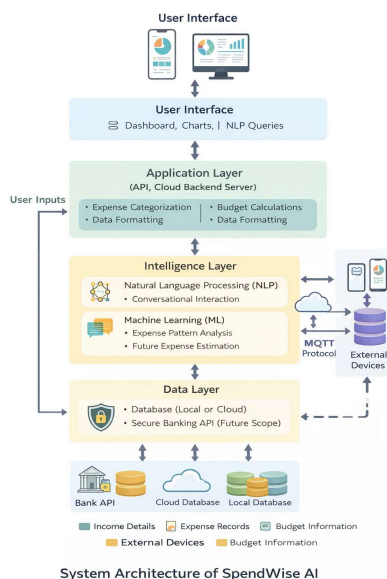 User Interface
User Interface
Dashboard, Charts, | NLP Queries
Application Layer
(API, Cloud Backend Server)
User Inputs
• Expense Categorization
• Budget Calculations
• Data Formatting
• Data Formatting
Intelligence Layer
Natural Language Processing (NLP)
• Conversational Interaction
Machine Learning (ML)
• Expense Pattern Analysis
• Future Expense Estimation
MQTT
Protocol
External
Devices
Data Layer
• Database (Local or Cloud)
• Secure Banking API (Future Scope)
Bank API
Cloud Database
Local Database
Income Details
Expense Records
Budget Information
External Devices
Budget Information
System Architecture of SpendWise AI